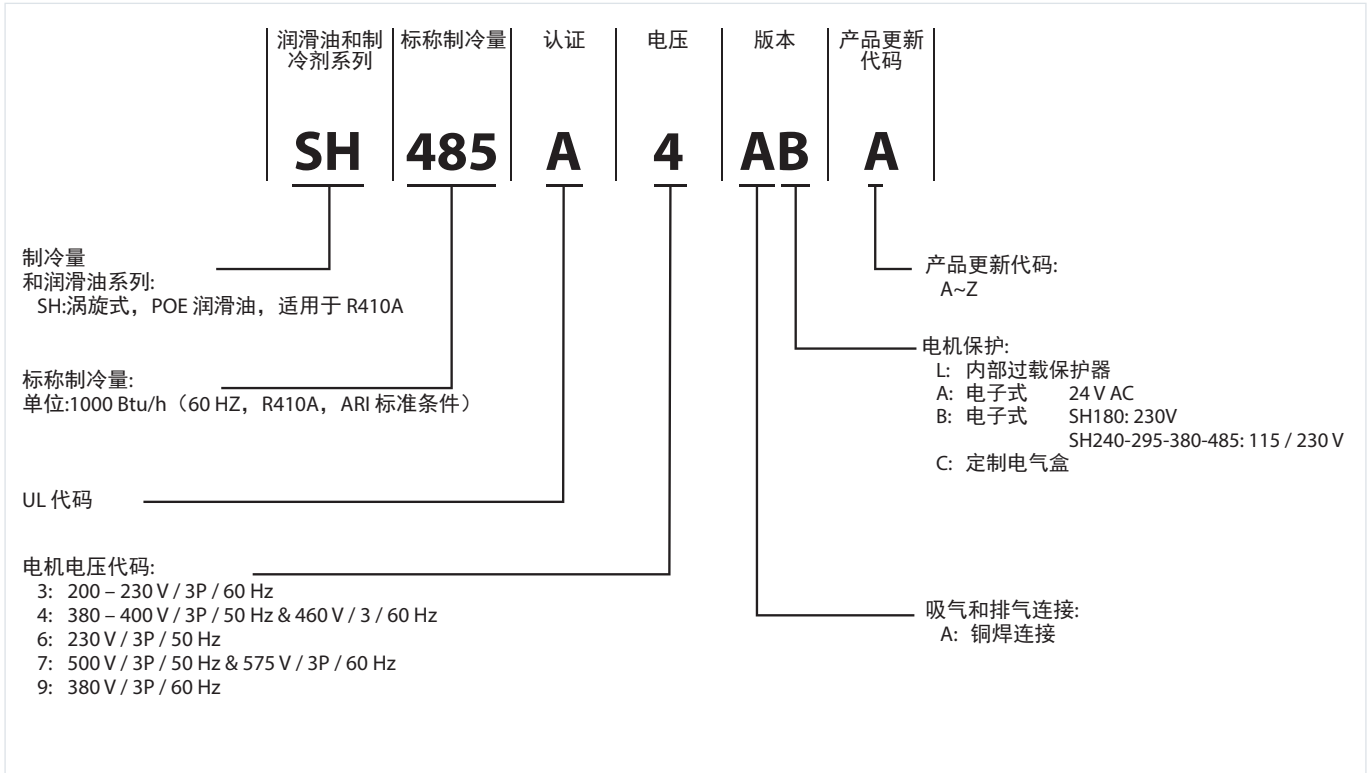 润滑油和制
冷剂系列
标称制冷量
认证
电压
版本
产品更新
代码
SH
485
A
4
AB
A
制冷量
和润滑油系列:
SH:涡旋式，POE 润滑油，适用于 R410A
标称制冷量:
单位:1000 Btu/h（60 HZ，R410A，ARI 标准条件）
UL 代码
电机电压代码:
3: 200 – 230 V / 3P / 60 Hz
4: 380 – 400 V / 3P / 50 Hz & 460 V / 3 / 60 Hz
6: 230 V / 3P / 50 Hz
7: 500 V / 3P / 50 Hz & 575 V / 3P / 60 Hz
9: 380 V / 3P / 60 Hz
产品更新代码:
A~Z
电机保护:
L: 内部过载保护器
A: 电子式 24 V AC
B: 电子式 SH180: 230V
SH240-295-380-485: 115 / 230 V
C: 定制电气盒
吸气和排气连接:
A: 铜焊连接